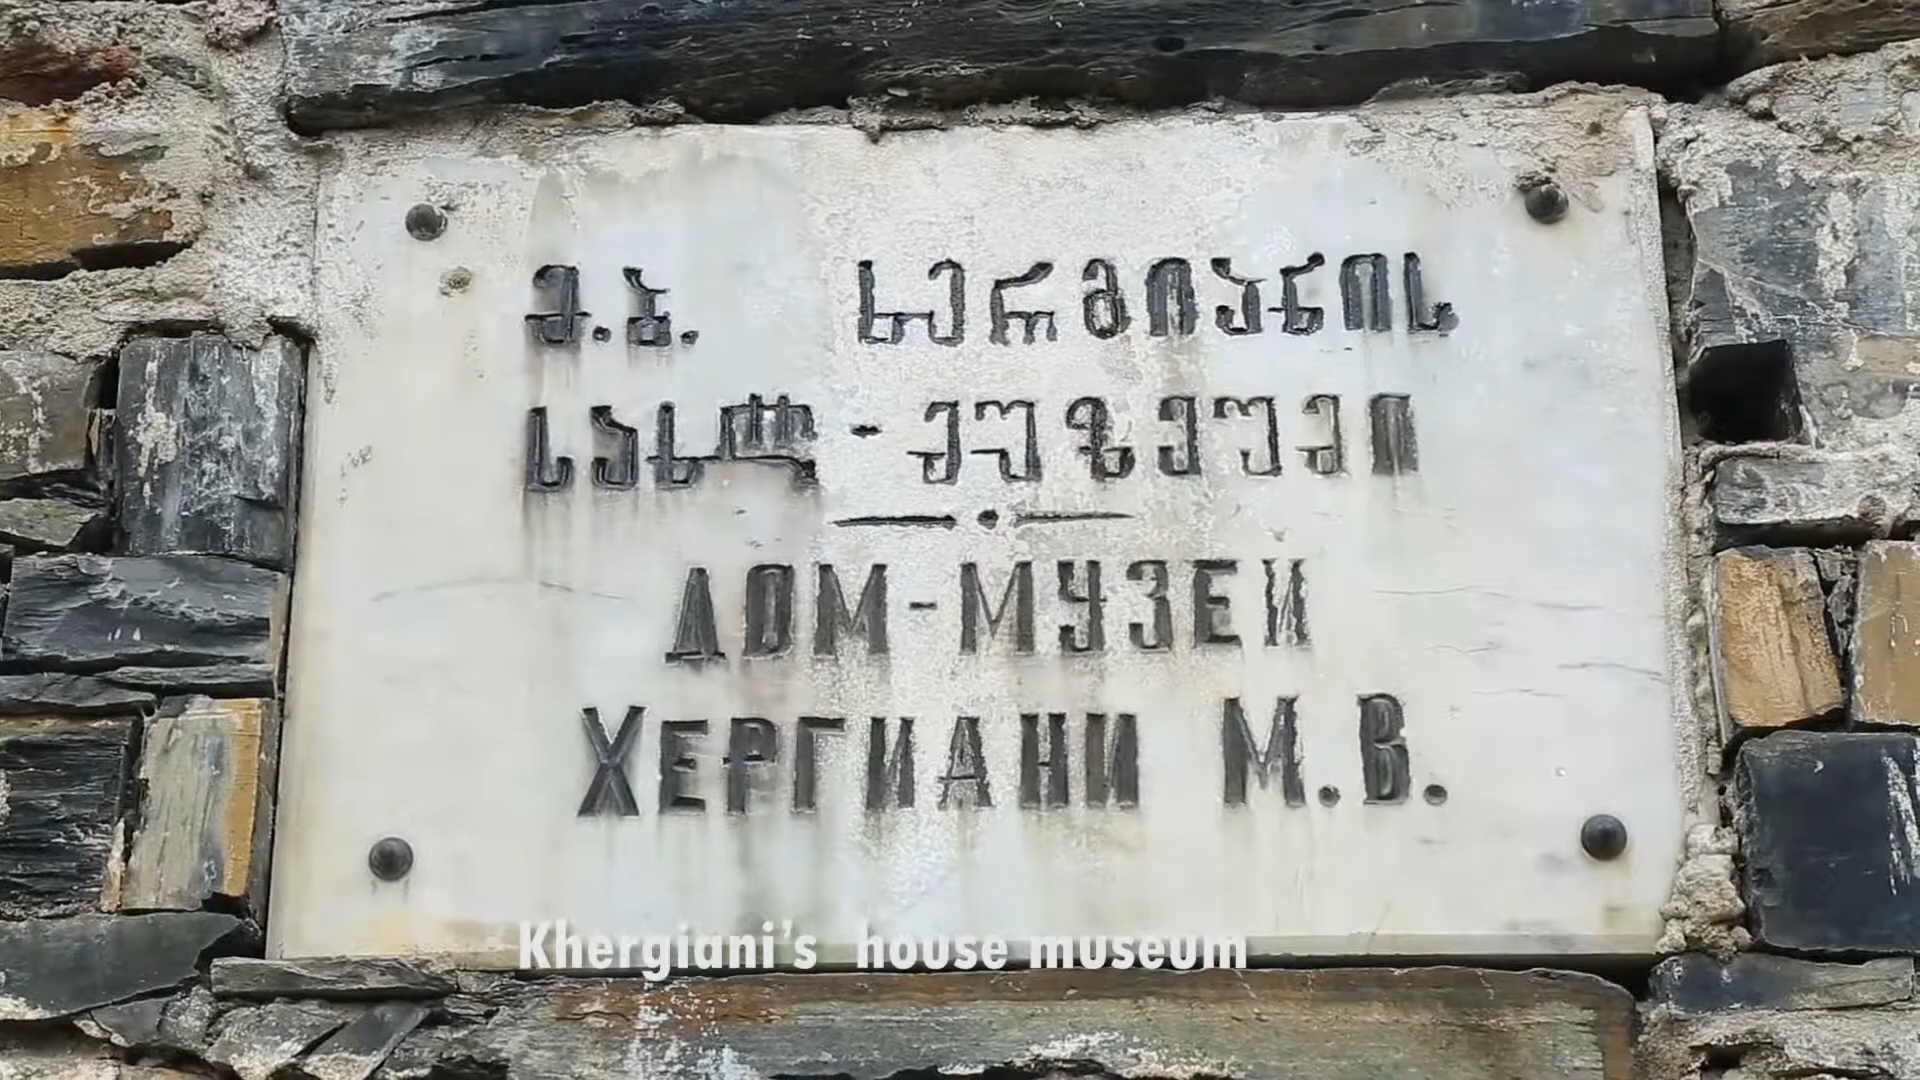 მ.ბ. ხერგიანის
სახლ-მუზეუმი
ДОМ-МУЗЕЙ
ХЕРГИАНИ М.В.
Khergiani's house museum